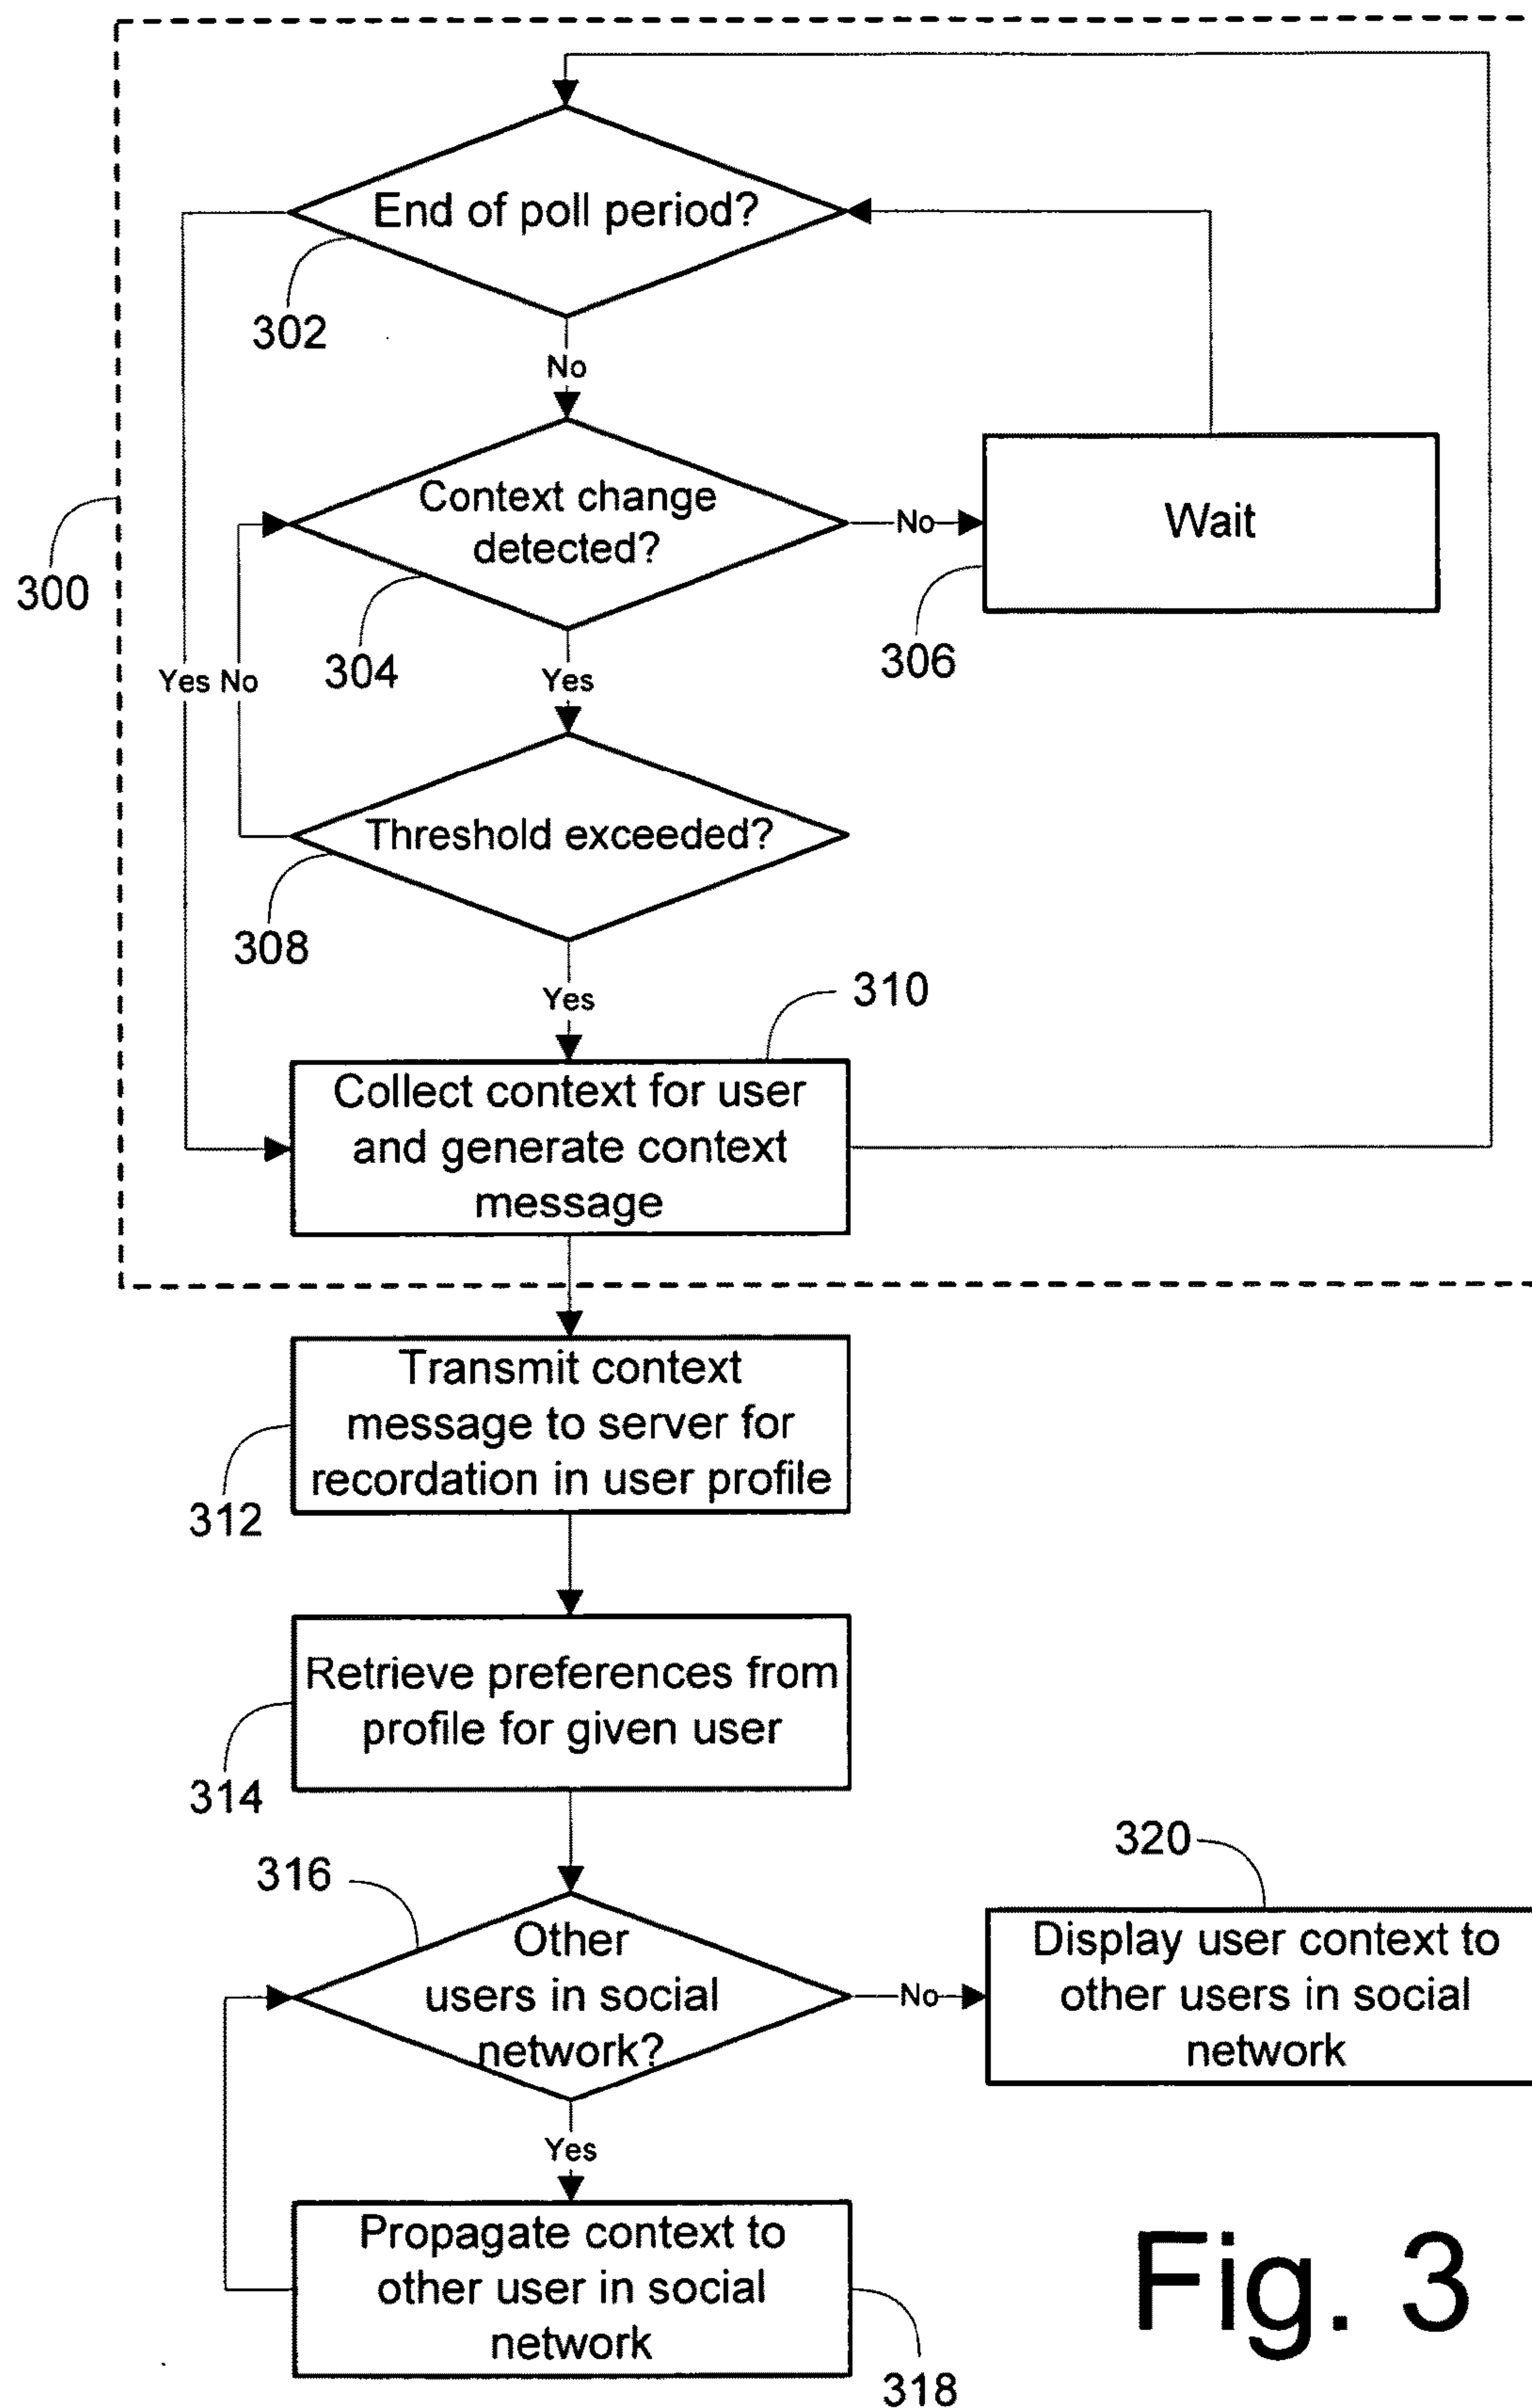 End of poll period?
302
No
Context change
detected?
No
Wait
300
304
306
Yes No
Yes
Threshold exceeded?
308
Yes
310
Collect context for user
and generate context
message
Transmit context
message to server for
recordation in user profile
312
Retrieve preferences from
profile for given user
314
316
320
Other
users in social
network?
No
Display user context to
other users in social
network
Yes
Propagate context to
other user in social
network
318
Fig. 3